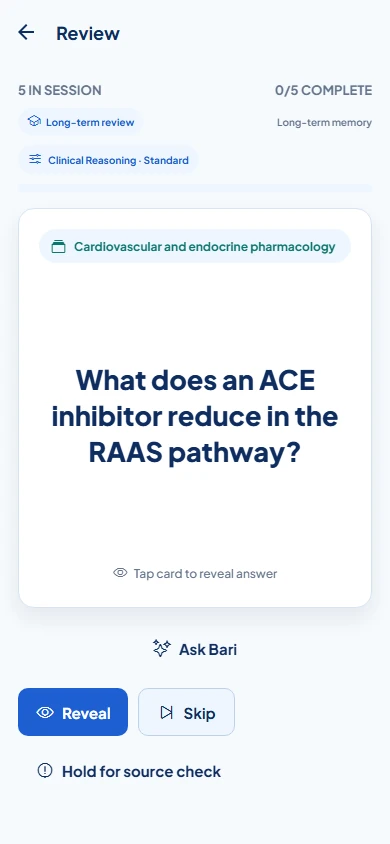 Review
5 IN SESSION
0/5 COMPLETE
Long-term review
Long-term memory
Clinical Reasoning · Standard
Cardiovascular and endocrine pharmacology
What does an ACE
inhibitor reduce in the
RAAS pathway?
Tap card to reveal answer
Ask Bari
Reveal
Skip
Hold for source check